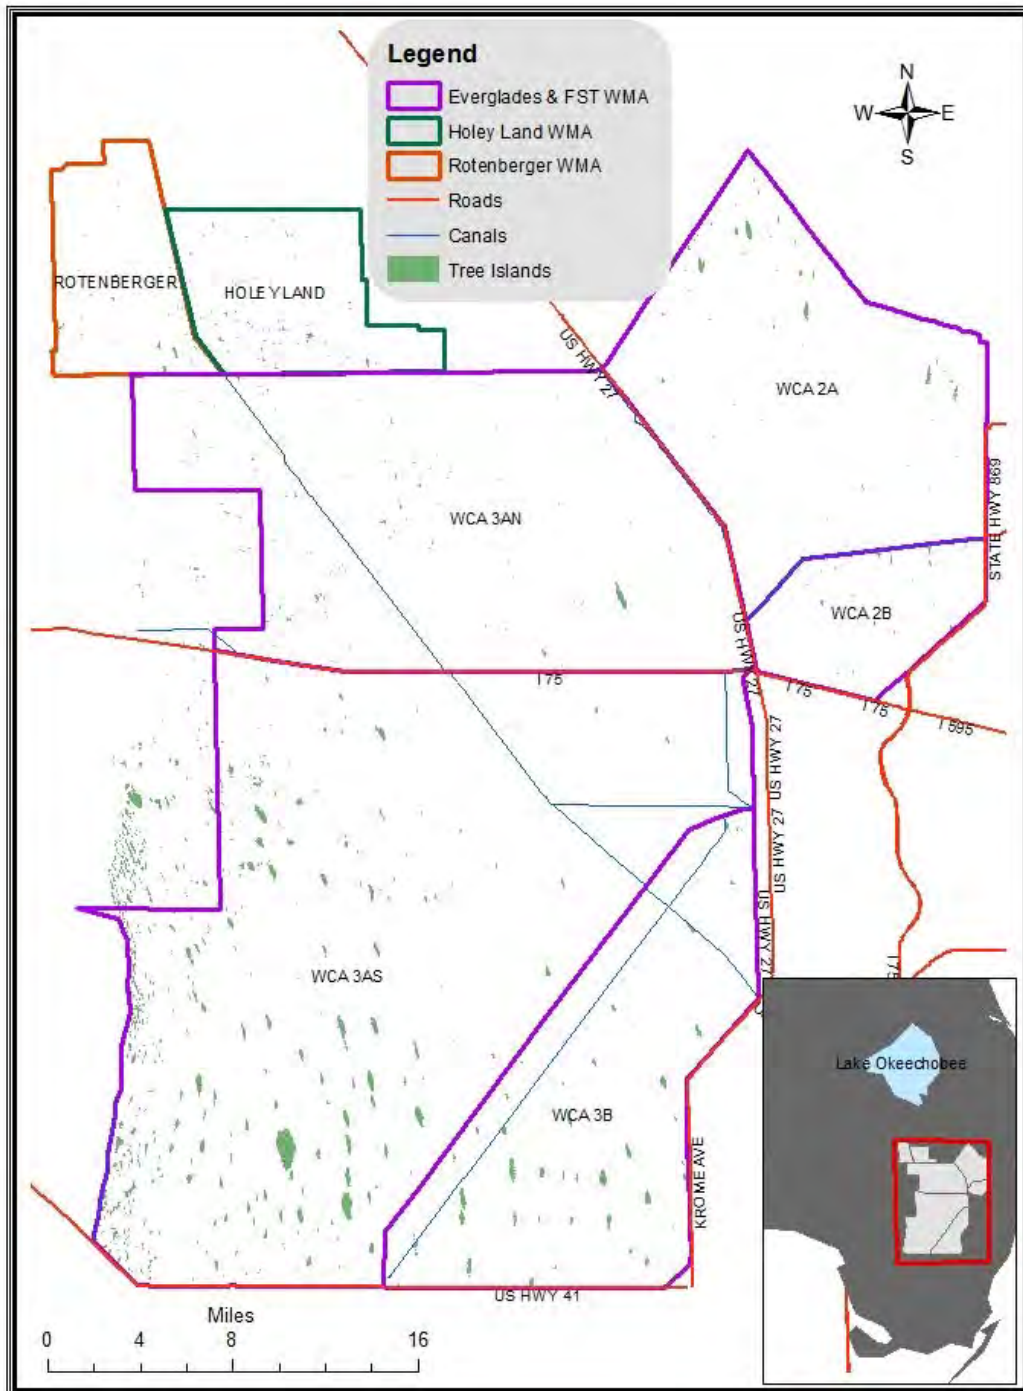 Legend
Everglades & FST WMA
Holey Land WMA
Rotenberger WMA
Roads
Canals
Tree Islands
N
W
E
S
ROTENBERGER
HOLEYLAND
US HWY 27
WCA 2A
WCA 3AN
STATE HWY 869
WCA 2B
US HWY 27
I 75
I 75
I 75
I 595
US HWY 27
US HWY 27
US HWY 27
I 75
WCA 3AS
WCA 3B
KROME AVE
US HWY 41
Lake Okeechobee
Miles
0
4
8
16